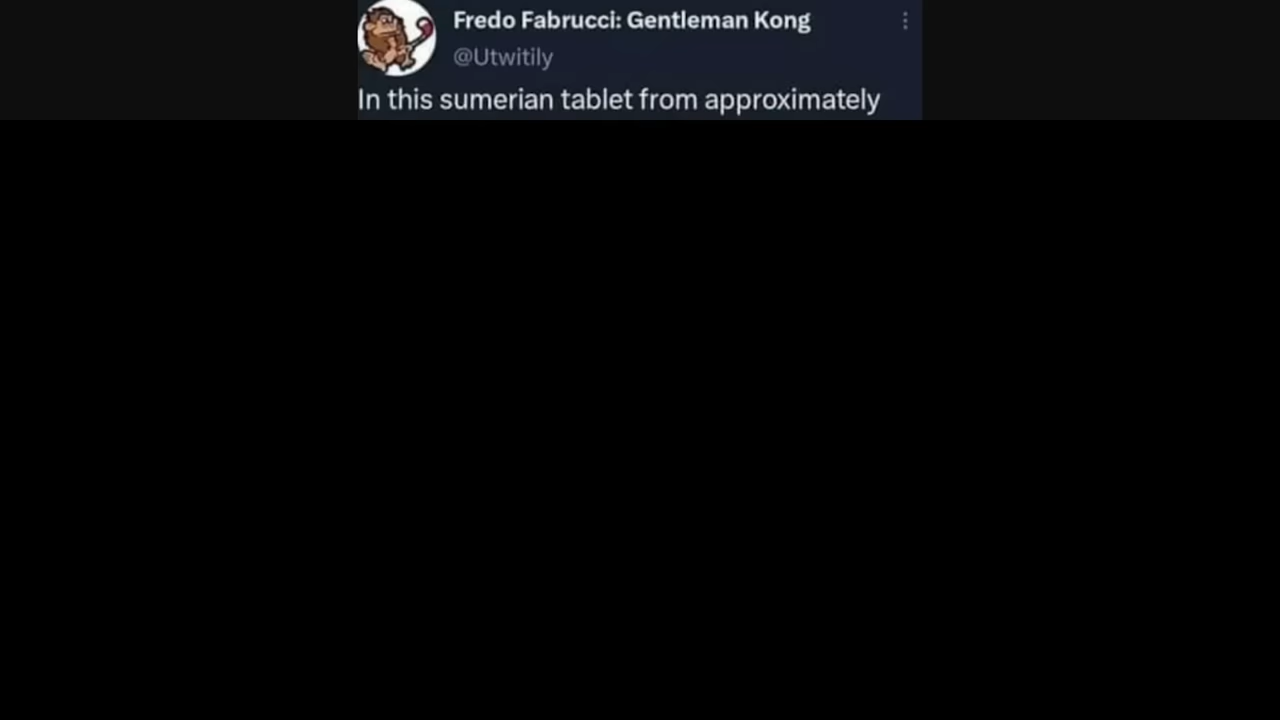 Fredo Fabrucci: Gentleman Kong
@Utwitily
In this sumerian tablet from approximately